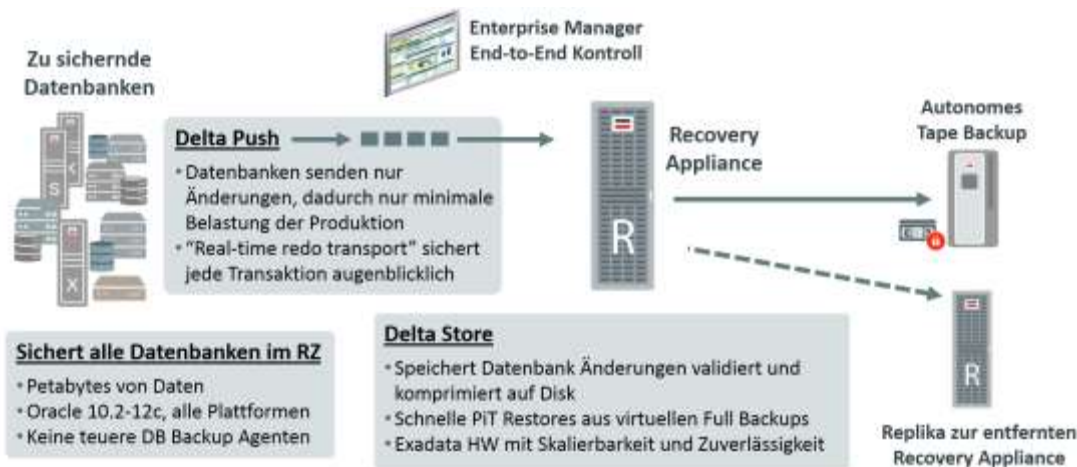 Enterprise Manager
End-to-End Kontroll
Zu sichernde
Datenbanken
Delta Push
• Datenbanken senden nur
Änderungen, dadurch nur minimale
Belastung der Produktion
• "Real-time redo transport" sichert
jede Transaktion augenblicklich
S
K
X
R
Recovery
Appliance
Autonomes
Tape Backup
Sichert alle Datenbanken im RZ
• Petabytes von Daten
• Oracle 10.2-12c, alle Plattformen
• Keine teuere DB Backup Agenten
Delta Store
• Speichert Datenbank Änderungen validiert und
komprimiert auf Disk
• Schnelle PiT Restores aus virtuellen Full Backups
• Exadata HW mit Skalierbarkeit und Zuverlässigkeit
R
Replika zur entfernten
Recovery Appliance